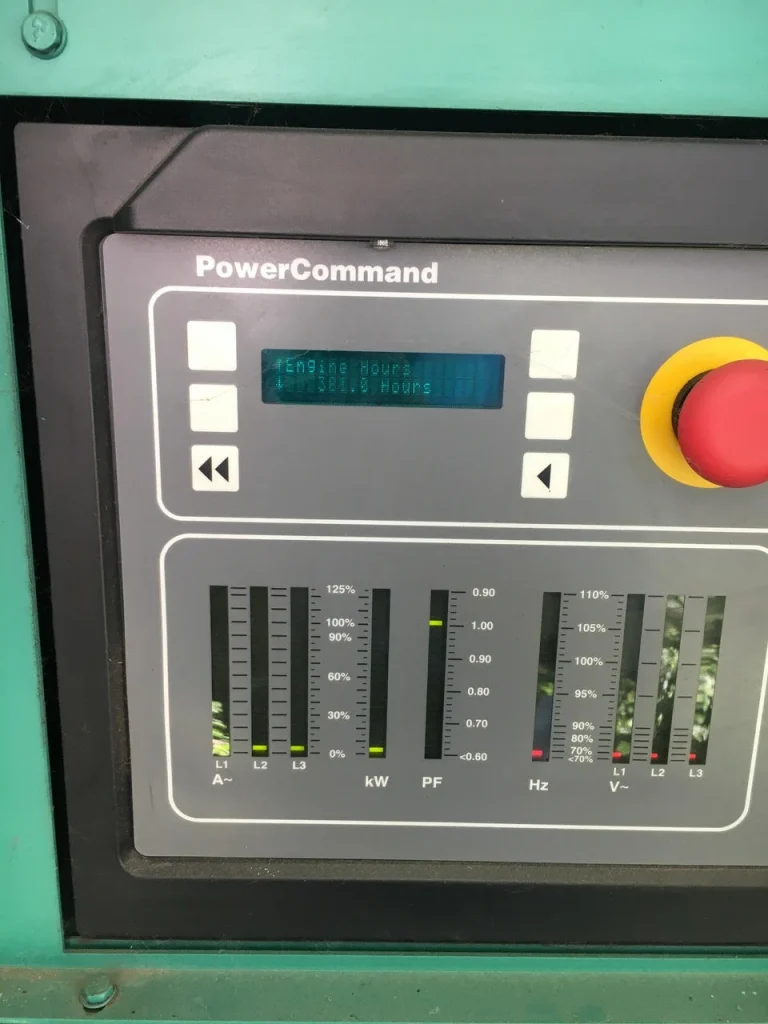 PowerCommand
↑Engine Hours
↓ 381.0 Hours
125%
100%
90%
60%
30%
0%
L1 L2 L3
A~
kW
0.90
1.00
0.90
0.80
0.70
<0.60
PF
110%
105%
100%
95%
90%
80%
70%
<70%
Hz
L1 L2 L3
V~